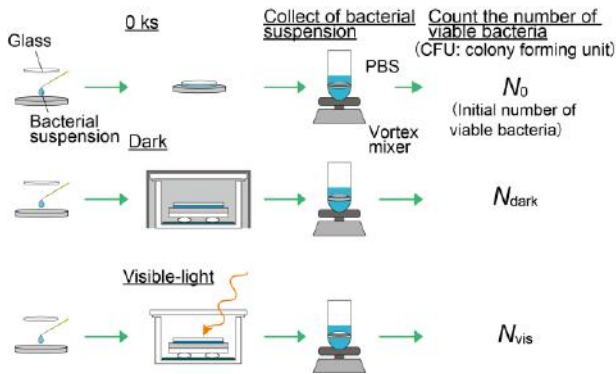 0 ks
Collect of bacterial
suspension
Count the number of
viable bacteria
(CFU: colony forming unit)
Glass
PBS
N0
(Initial number of
viable bacteria)
Bacterial
suspension
Vortex
mixer
Dark
Ndark
Visible-light
Nvis